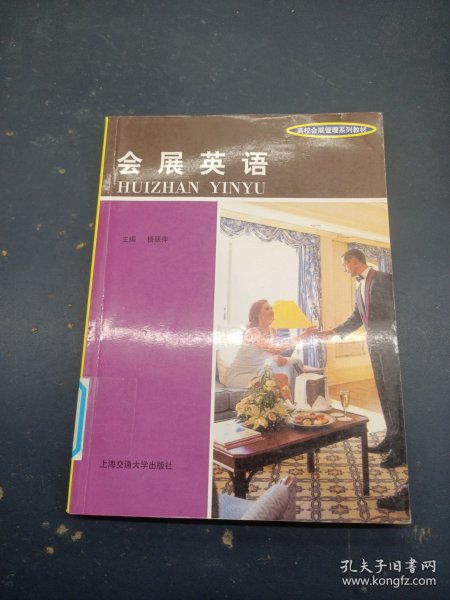 高校会展管理系列教材
会展英语
HUIZHAN YINYU
主编
上海交通大学出版社
孔夫子旧书网
www.kongfz.com